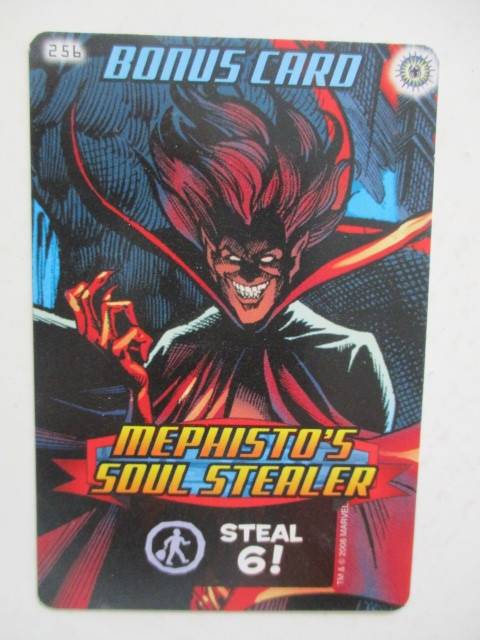 256
BONUS CARD
MEPHISTO'S
SOUL STEALER
STEAL
6!
TM & © 2008 MARVEL